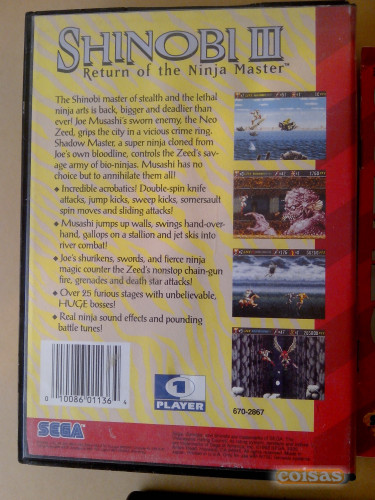 SHINOBI III
Return of the Ninja Master™
The Shinobi master of stealth and the lethal
ninja arts is back, bigger and deadlier than
ever! Joe Musashi's sworn enemy, the Neo
Zeed, grips the city in a vicious crime ring.
Shadow Master, a super ninja cloned from
Joe's own bloodline, controls the Zeed's sav-
age army of bio-ninjas. Musashi has no
choice but to annihilate them all!
Incredible acrobatics! Double-spin knife
attacks, jump kicks, sweep kicks, somersault
spin moves and sliding attacks!
Musashi jumps up walls, swings hand-over-
hand, gallops on a stallion and jet skis into
river combat!
Joe's shurikens, swords, and fierce ninja
magic counter the Zeed's nonstop chain-gun
fire, grenades and death star attacks!
Over 25 furious stages with unbelievable,
HUGE bosses!
Real ninja sound effects and pounding
battle tunes!
0 10086 01136 4
1
PLAYER
670-2867
SEGA
coisas